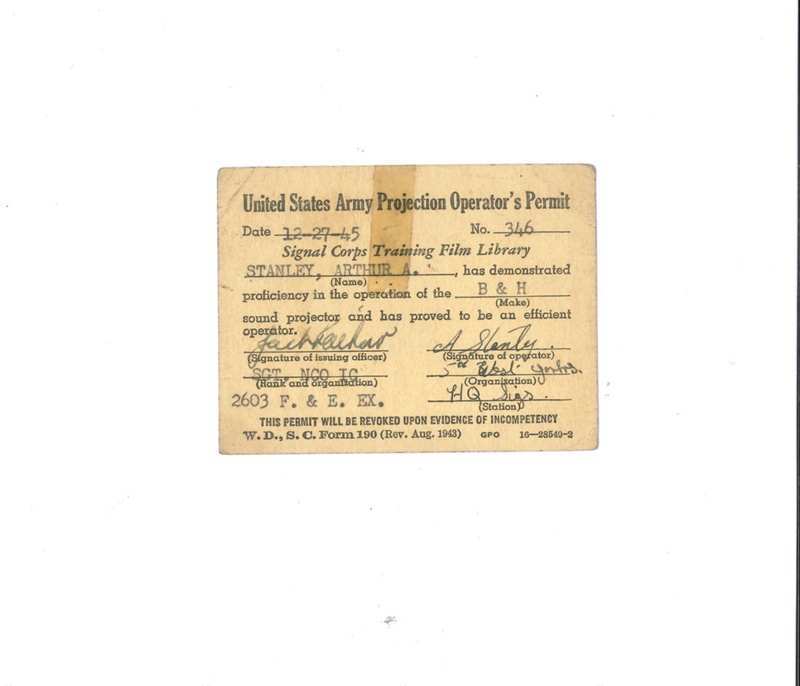 United States Army Projection Operator's Permit
Date 12-27-45 No. 346
Signal Corps Training Film Library
STANLEY, ARTHUR A. , has demonstrated
(Name)
proficiency in the operation of the B & H
(Make)
sound projector and has proved to be an efficient
operator.
A Stanley.
(Signature of issuing officer) (Signature of operator)
SGT. NCO IC
(Rank and organization) (Organization)
2603 F. & E. EX. HQ Sigs.
(Station)
THIS PERMIT WILL BE REVOKED UPON EVIDENCE OF INCOMPETENCY
W. D., S. C. Form 190 (Rev. Aug. 1943) GPO 16—28549-2